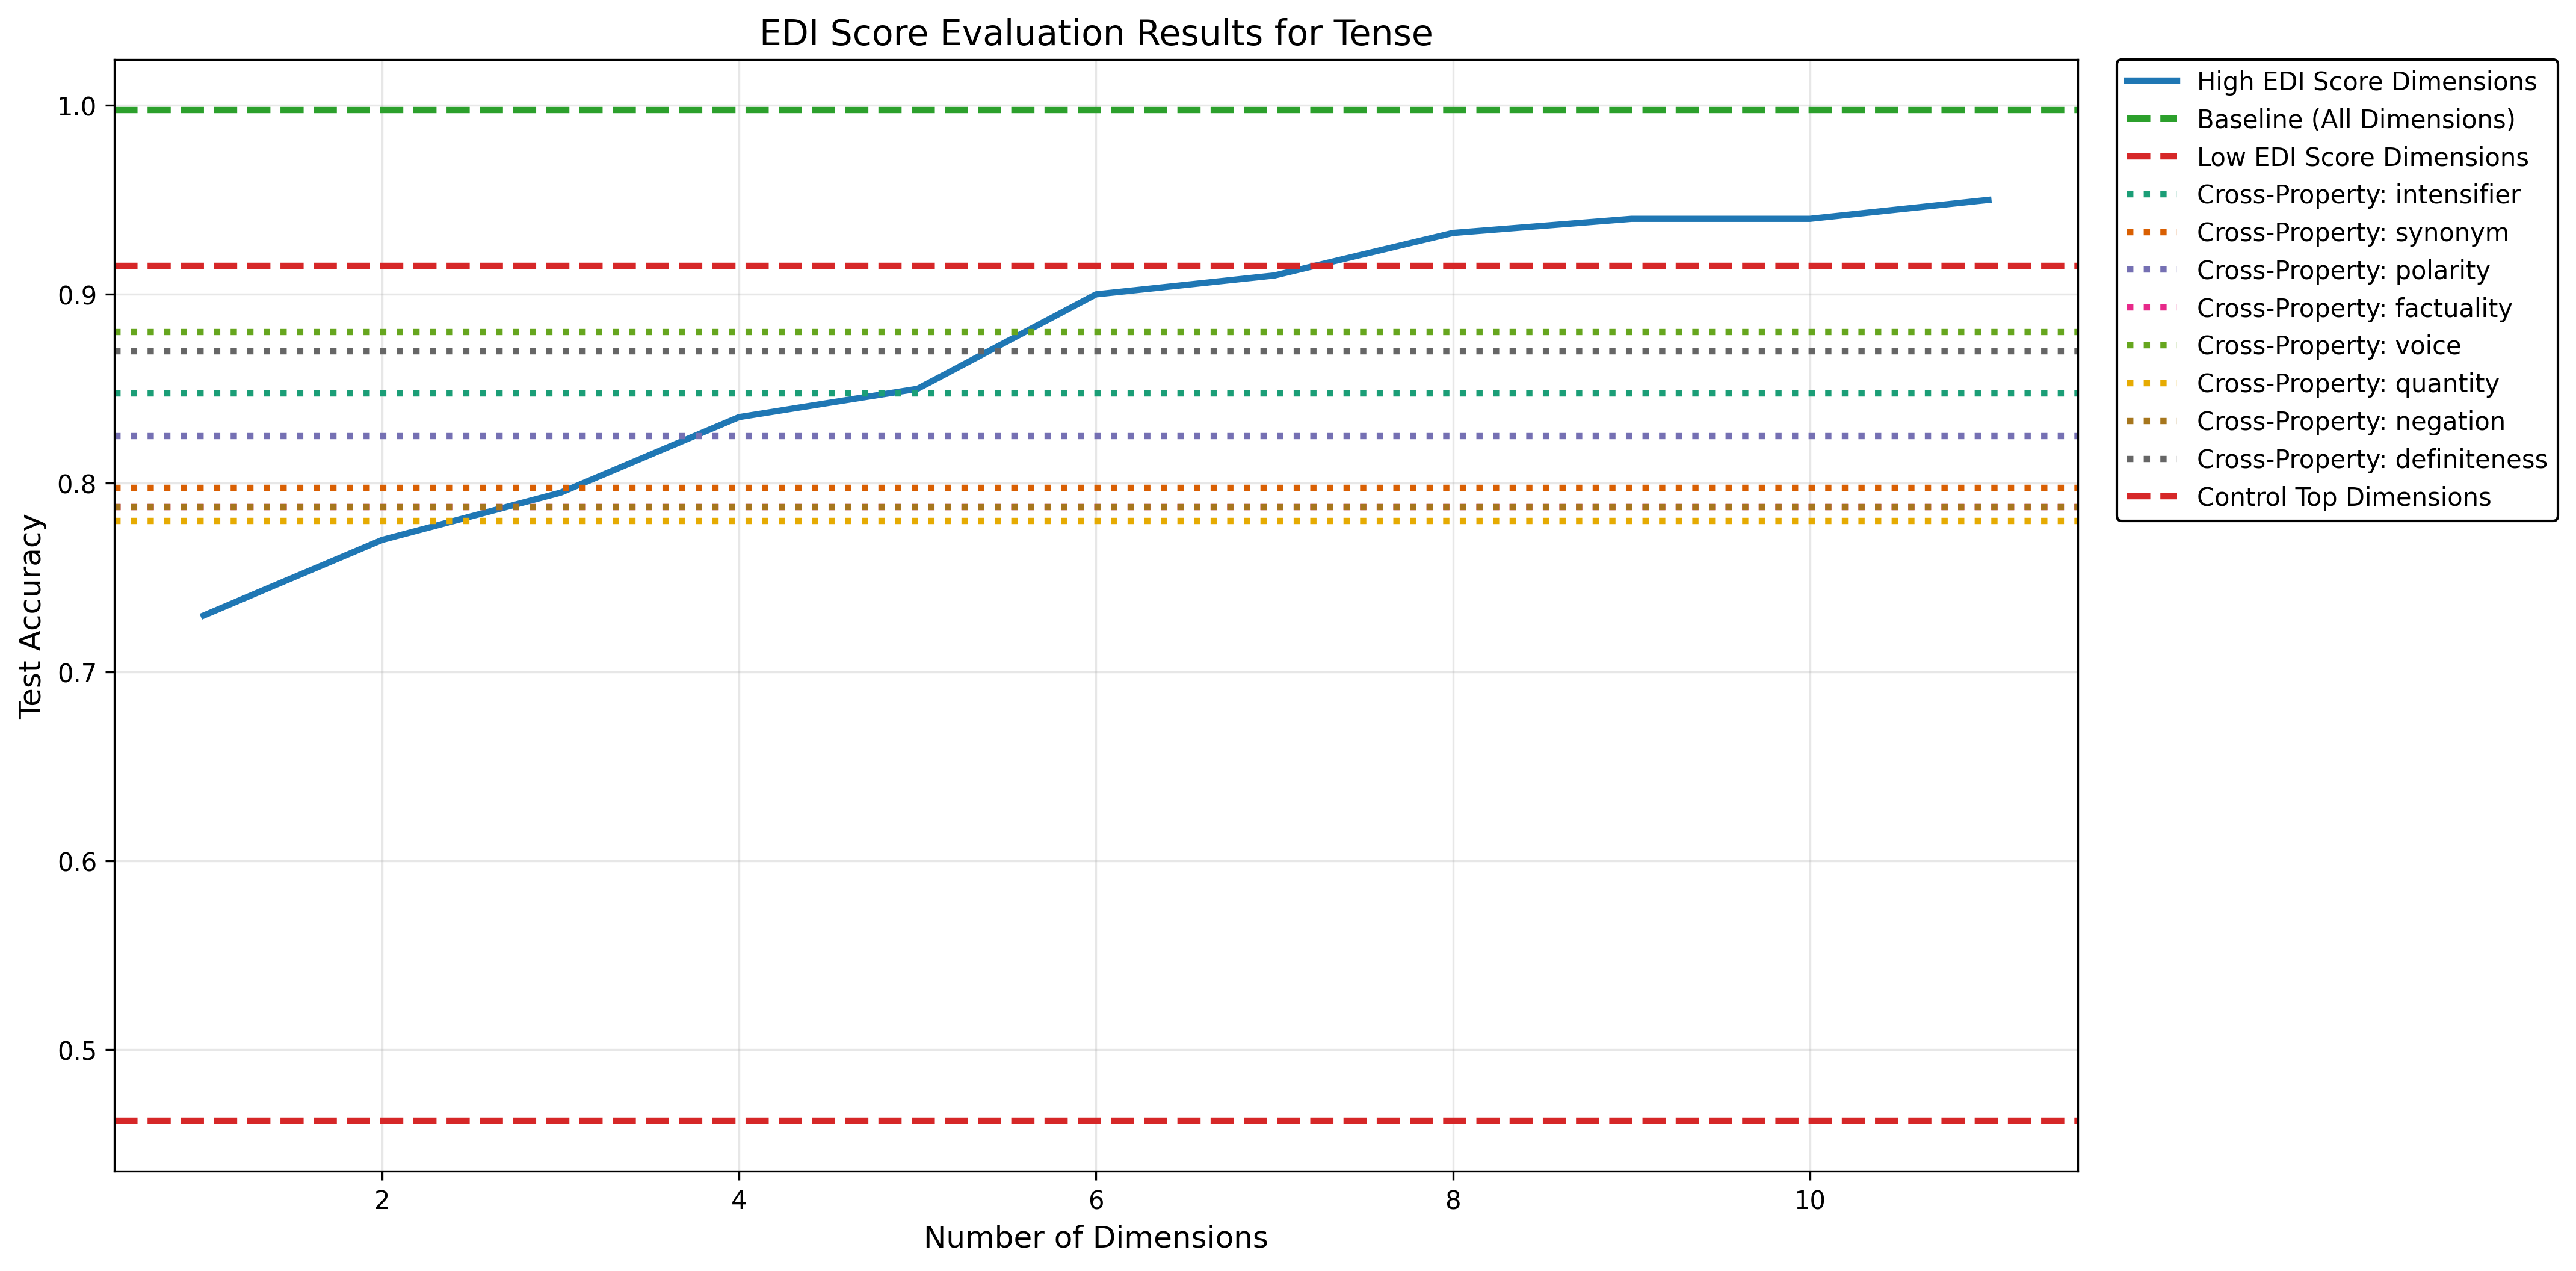 EDI Score Evaluation Results for Tense
1.0
0.9
0.8
0.7
0.6
0.5
Test Accuracy
2
4
6
8
10
Number of Dimensions
High EDI Score Dimensions
Baseline (All Dimensions)
Low EDI Score Dimensions
Cross-Property: intensifier
Cross-Property: synonym
Cross-Property: polarity
Cross-Property: factuality
Cross-Property: voice
Cross-Property: quantity
Cross-Property: negation
Cross-Property: definiteness
Control Top Dimensions